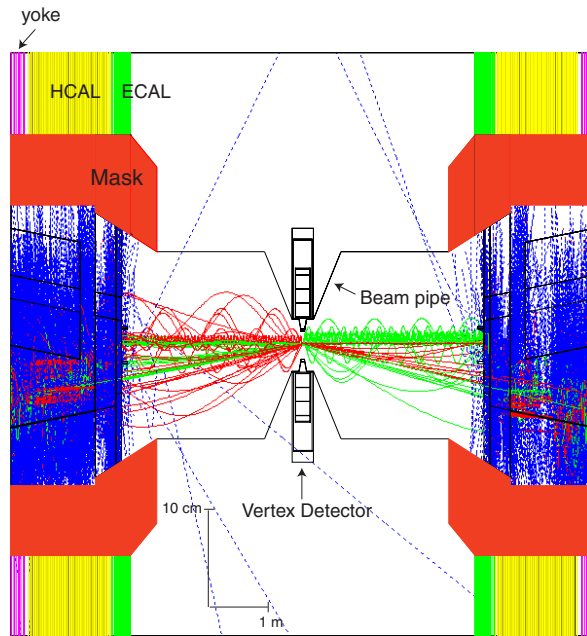 yoke
HCAL ECAL
Mask
Beam pipe
Vertex Detector
10 cm
1 m